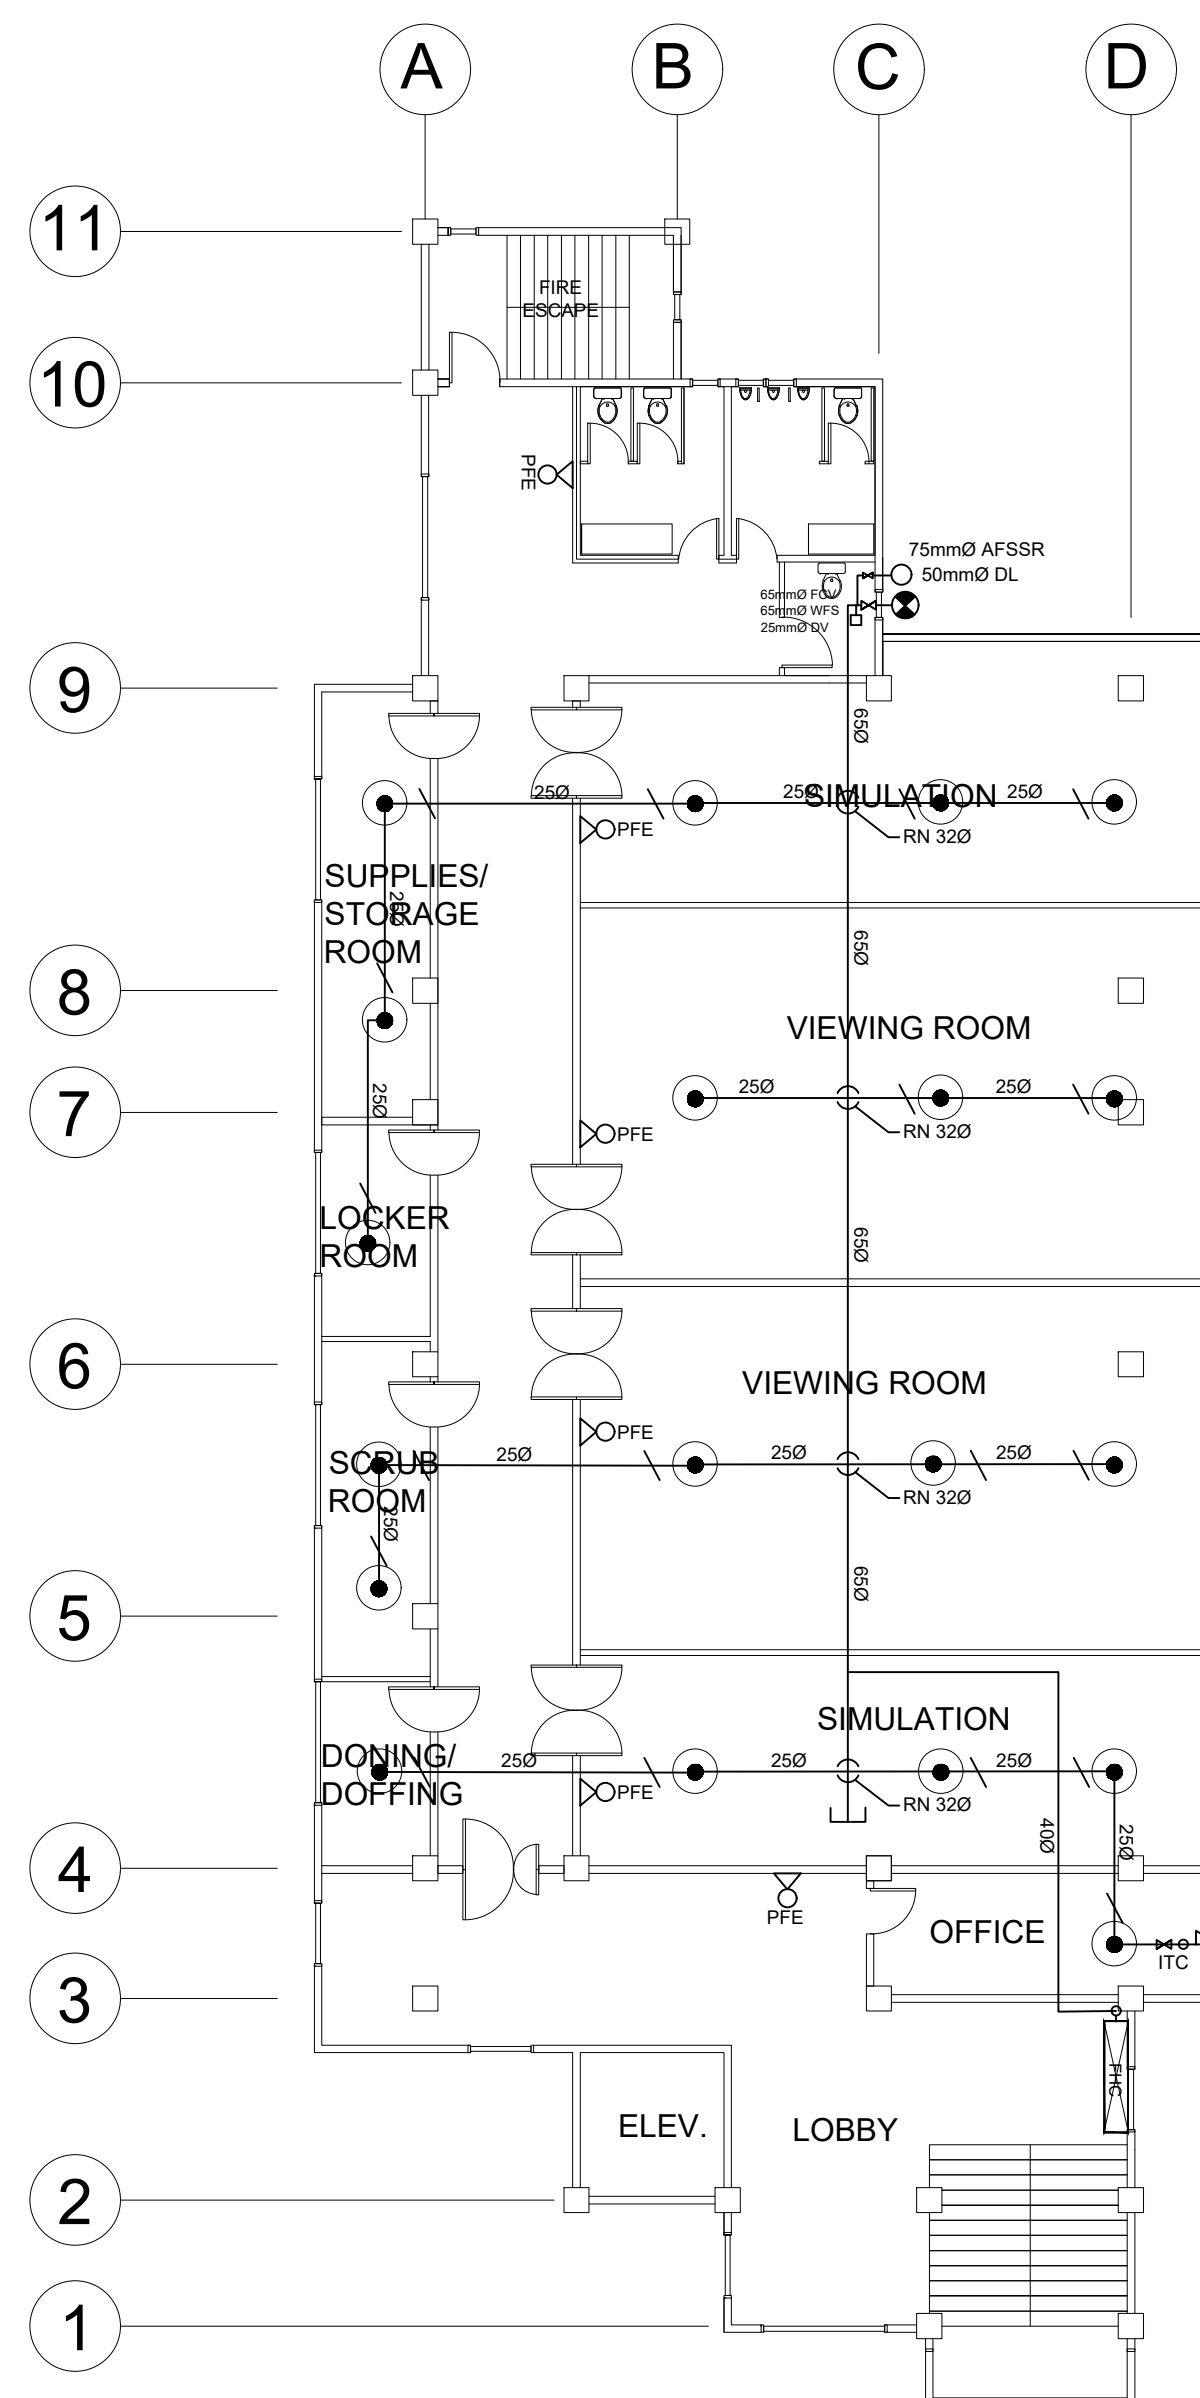 A
B
C
D
11
FIRE
ESCAPE
10
PFE
75mmØ AFSSR
50mmØ DL
65mmØ FCV
65mmØ WFS
25mmØ DV
9
65Ø
25Ø
25Ø
SIMULATION
25Ø
PFE
RN 32Ø
SUPPLIES/
STORAGE
ROOM
25Ø
65Ø
8
VIEWING ROOM
7
25Ø
25Ø
25Ø
PFE
RN 32Ø
LOCKER
ROOM
65Ø
6
VIEWING ROOM
PFE
SCRUB
ROOM
25Ø
25Ø
25Ø
RN 32Ø
25Ø
65Ø
5
SIMULATION
DONING/
DOFFING
25Ø
25Ø
25Ø
PFE
RN 32Ø
40Ø
25Ø
4
PFE
OFFICE
ITC
3
FHC
ELEV.
LOBBY
2
1